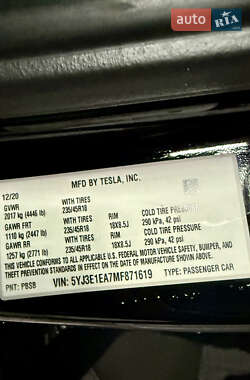 AUTO RIA
MFD BY TESLA, INC.
12/20
GVWR WITH TIRES
2017 kg (4446 lb) 235/45R18
GAWR FRT WITH TIRES RIM COLD TIRE PRESSURE
1110 kg (2447 lb) 235/45R18 18X8.5J 290 kPa, 42 psi
GAWR RR WITH TIRES RIM COLD TIRE PRESSURE
1257 kg (2771 lb) 235/45R18 18X8.5J 290 kPa, 42 psi
THIS VEHICLE CONFORMS TO ALL APPLICABLE U.S. FEDERAL MOTOR VEHICLE SAFETY, BUMPER, AND
THEFT PREVENTION STANDARDS IN EFFECT ON THE DATE OF MANUFACTURE SHOWN ABOVE.
PNT: PBSB VIN: 5YJ3E1EA7MF871619 TYPE: PASSENGER CAR